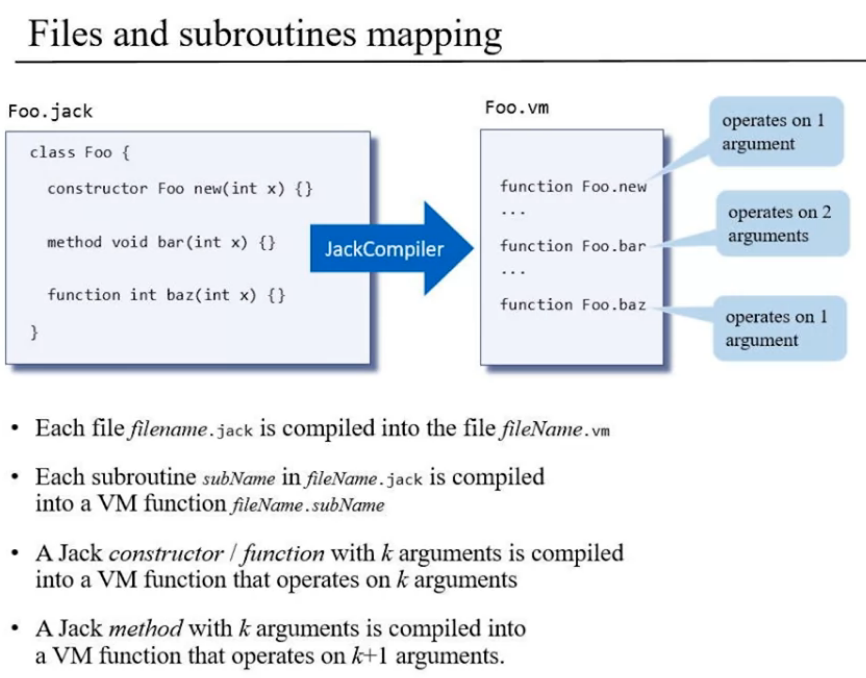 Files and subroutines mapping
Foo.jack
class Foo {
constructor Foo new(int x) {}
method void bar(int x) {}
function int baz(int x) {}
}
JackCompiler
Foo.vm
function Foo.new
...
function Foo.bar
...
function Foo.baz
operates on 1
argument
operates on 2
arguments
operates on 1
argument
• Each file filename.jack is compiled into the file fileName.vm
• Each subroutine subName in fileName.jack is compiled
into a VM function fileName.subName
• A Jack constructor / function with k arguments is compiled
into a VM function that operates on k arguments
• A Jack method with k arguments is compiled into
a VM function that operates on k+1 arguments.